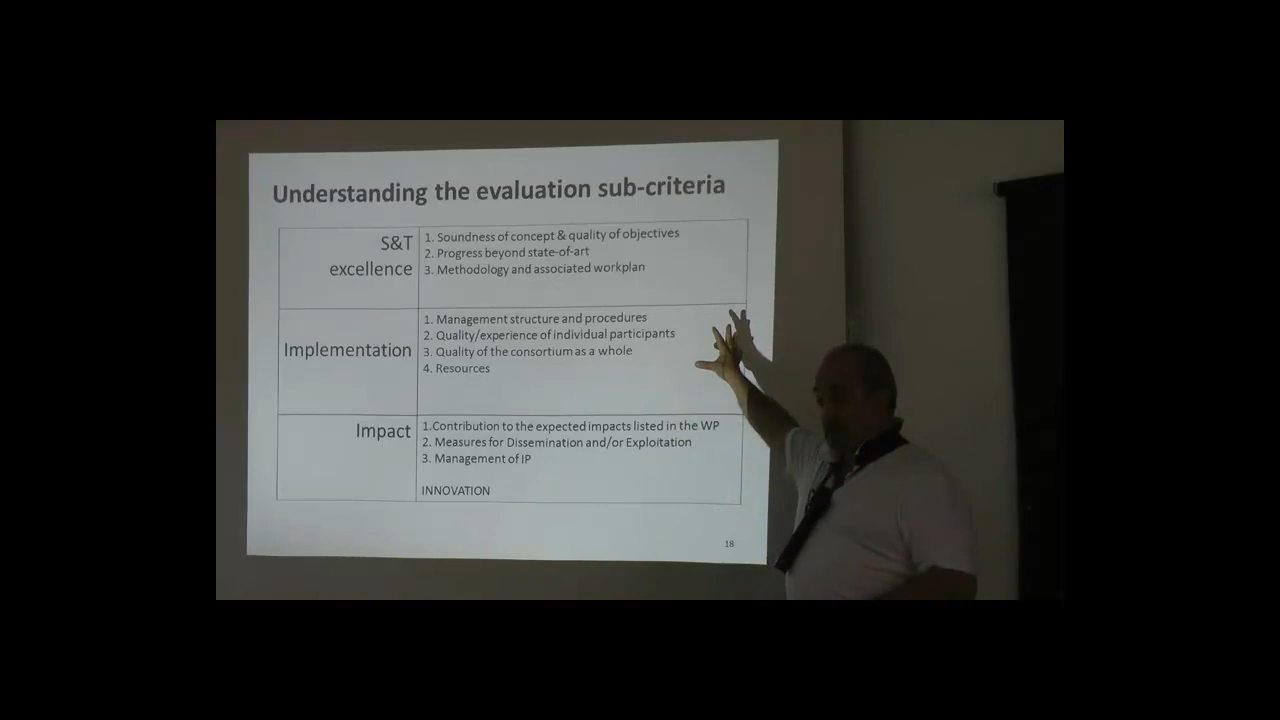 Understanding the evaluation sub-criteria
S&T
excellence
1. Soundness of concept & quality of objectives
2. Progress beyond state-of-art
3. Methodology and associated workplan
Implementation
1. Management structure and procedures
2. Quality/experience of individual participants
3. Quality of the consortium as a whole
4. Resources
Impact
1.Contribution to the expected impacts listed in the WP
2. Measures for Dissemination and/or Exploitation
3. Management of IP
INNOVATION
18